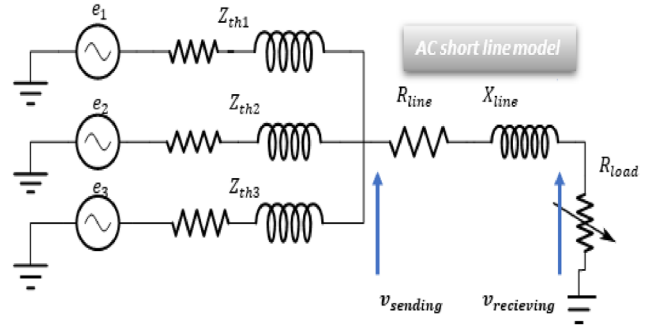 e1
Zth1
AC short line model
e2
Zth2
Rline
Xline
e3
Zth3
Rload
vsending
vrecieving